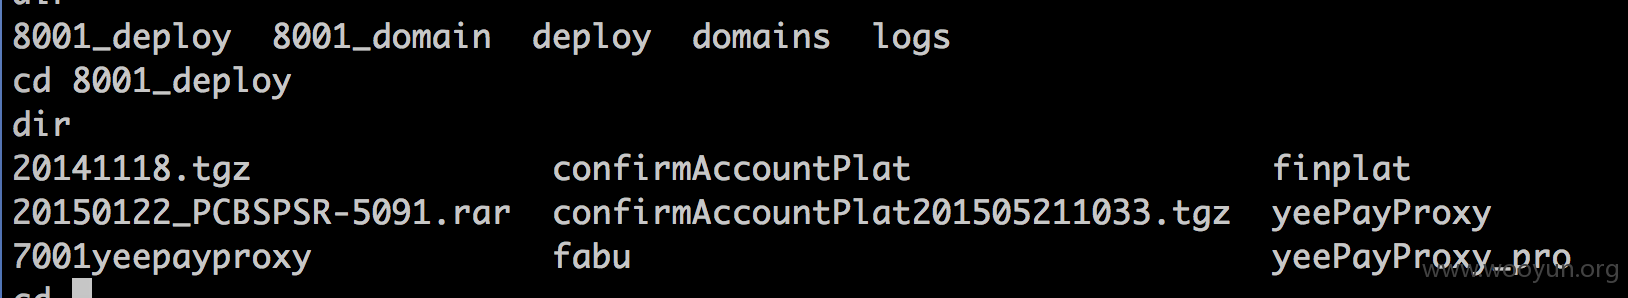 dir
8001_deploy  8001_domain  deploy  domains  logs
cd 8001_deploy
dir
20141118.tgz  confirmAccountPlat  finplat
20150122_PCBSPSR-5091.rar  confirmAccountPlat201505211033.tgz  yeePayProxy
7001yeepayproxy  fabu  yeePayProxy_pro
www.wooyun.org
cd